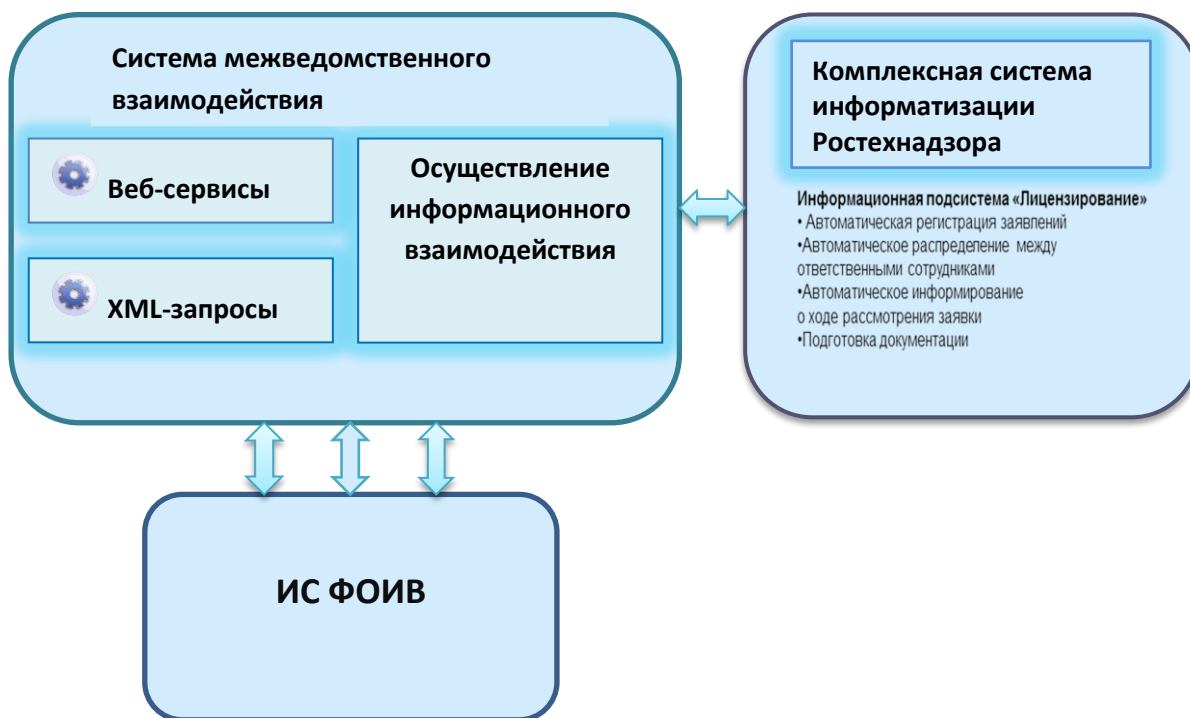 Система межведомственного
взаимодействия
Веб-сервисы
XML-запросы
Осуществление
информационного
взаимодействия
Комплексная система
информатизации
Ростехнадзора
Информационная подсистема «Лицензирование»
• Автоматическая регистрация заявлений
•Автоматическое распределение между
ответственными сотрудниками
•Автоматическое информирование
о ходе рассмотрения заявки
•Подготовка документации
ИС ФОИВ